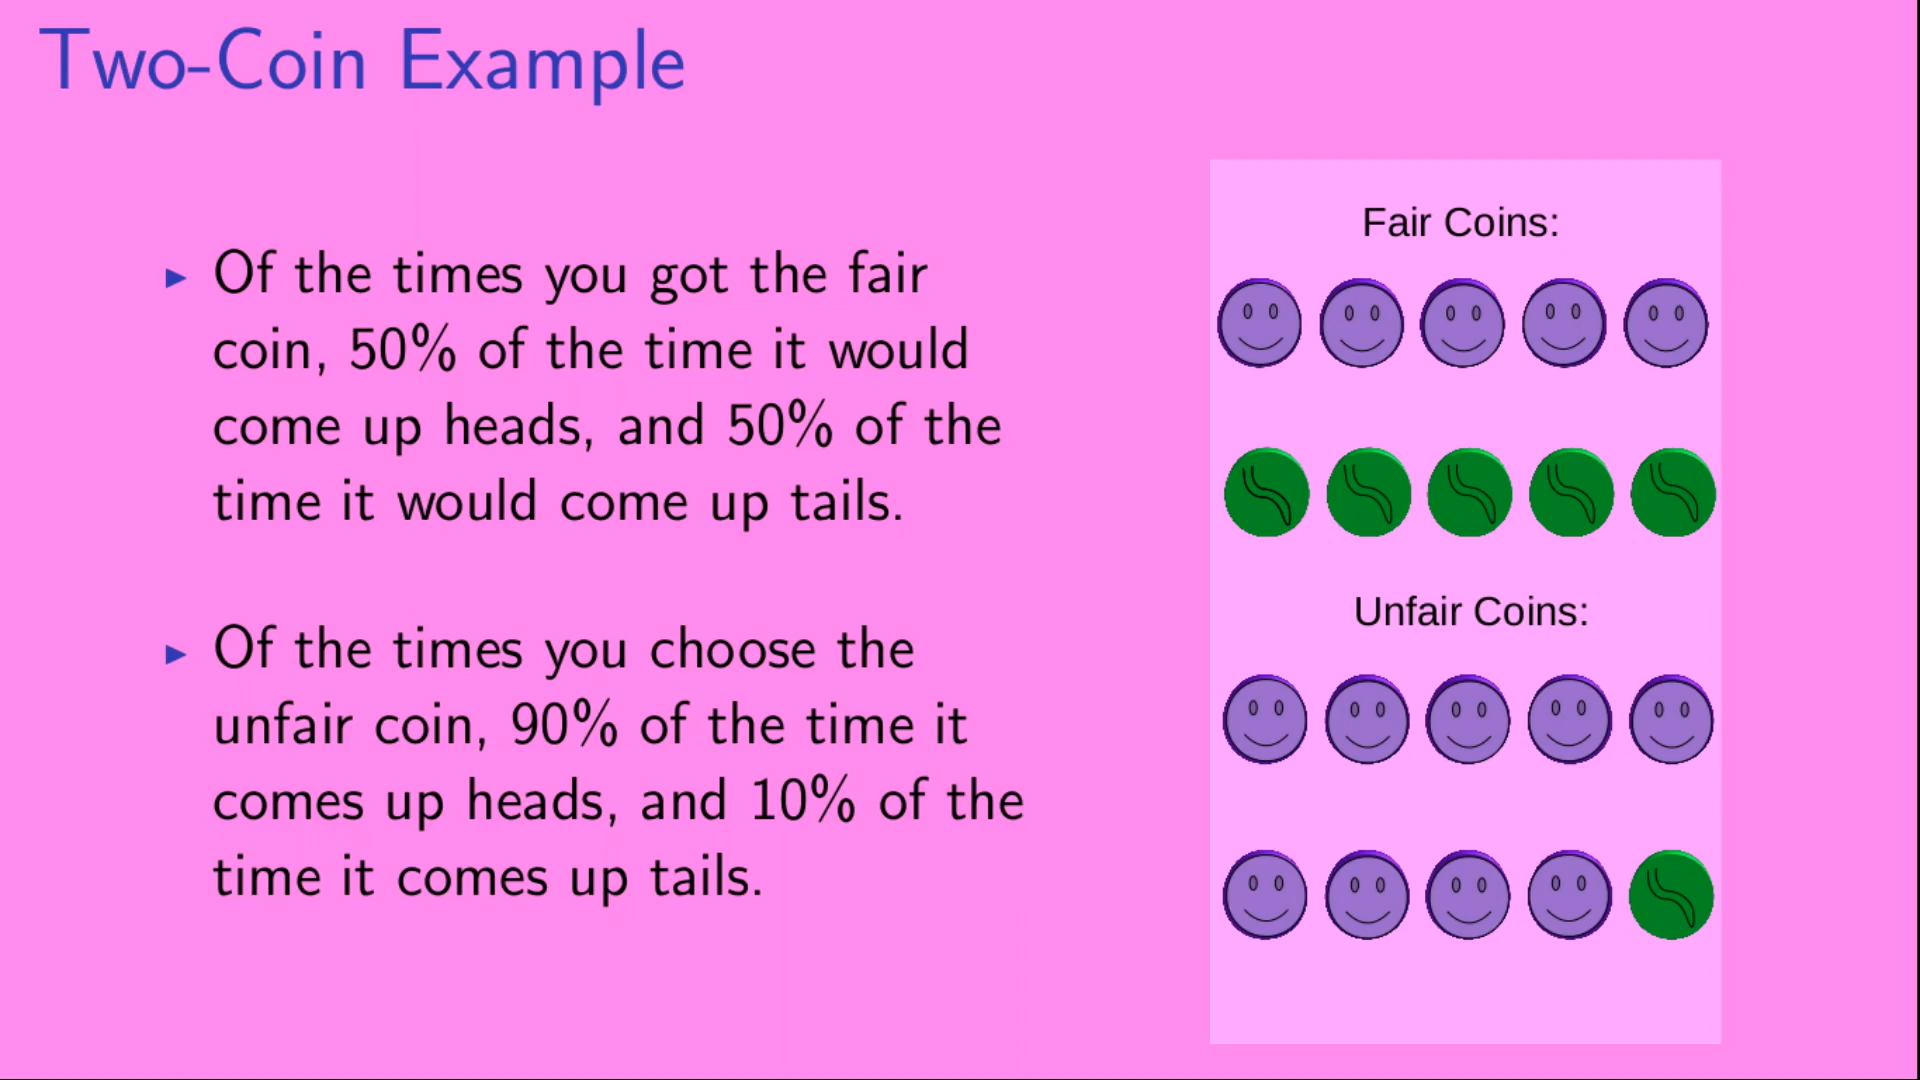 Two-Coin Example
Of the times you got the fair
coin, 50% of the time it would
come up heads, and 50% of the
time it would come up tails.
Of the times you choose the
unfair coin, 90% of the time it
comes up heads, and 10% of the
time it comes up tails.
Fair Coins:
Unfair Coins: